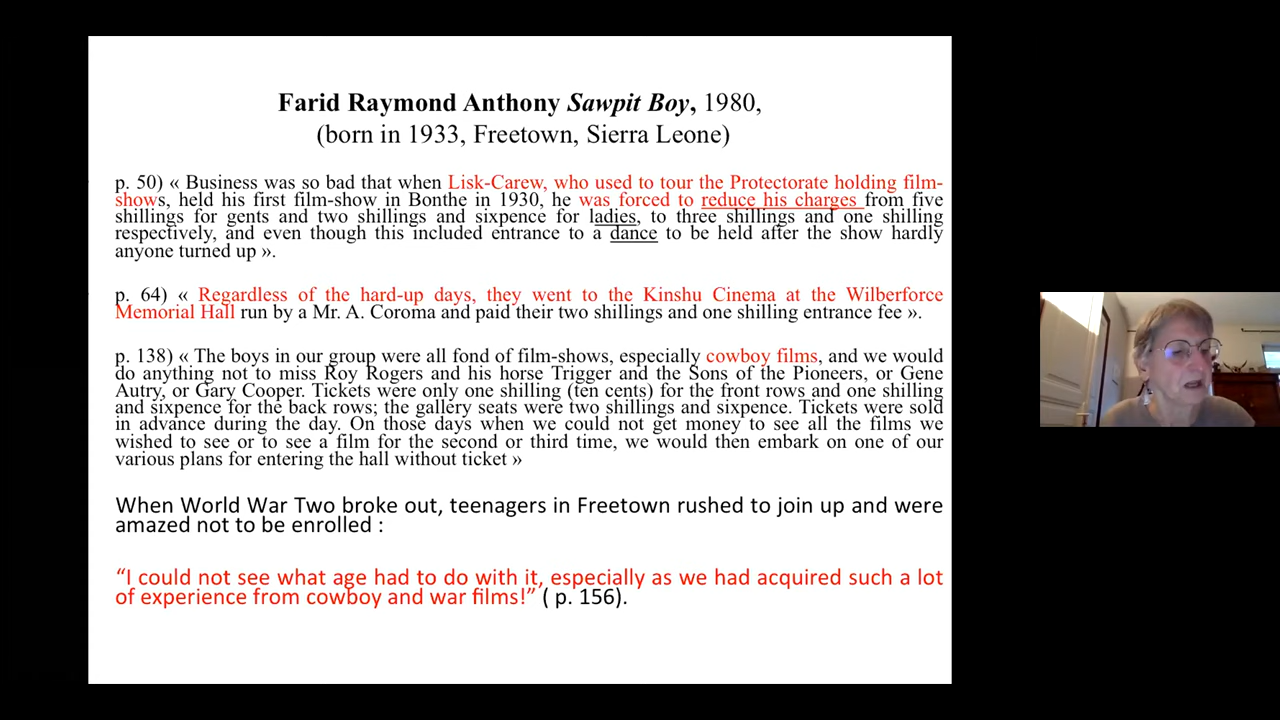 Farid Raymond Anthony Sawpit Boy, 1980,
(born in 1933, Freetown, Sierra Leone)
p. 50) « Business was so bad that when Lisk-Carew, who used to tour the Protectorate holding film-
shows, held his first film-show in Bonthe in 1930, he was forced to reduce his charges from five
shillings for gents and two shillings and sixpence for ladies, to three shillings and one shilling
respectively, and even though this included entrance to a dance to be held after the show hardly
anyone turned up ».
p. 64) « Regardless of the hard-up days, they went to the Kinshu Cinema at the Wilberforce
Memorial Hall run by a Mr. A. Coroma and paid their two shillings and one shilling entrance fee ».
p. 138) « The boys in our group were all fond of film-shows, especially cowboy films, and we would
do anything not to miss Roy Rogers and his horse Trigger and the Sons of the Pioneers, or Gene
Autry, or Gary Cooper. Tickets were only one shilling (ten cents) for the front rows and one shilling
and sixpence for the back rows; the gallery seats were two shillings and sixpence. Tickets were sold
in advance during the day. On those days when we could not get money to see all the films we
wished to see or to see a film for the second or third time, we would then embark on one of our
various plans for entering the hall without ticket »
When World War Two broke out, teenagers in Freetown rushed to join up and were
amazed not to be enrolled :
“I could not see what age had to do with it, especially as we had acquired such a lot
of experience from cowboy and war films!” ( p. 156).